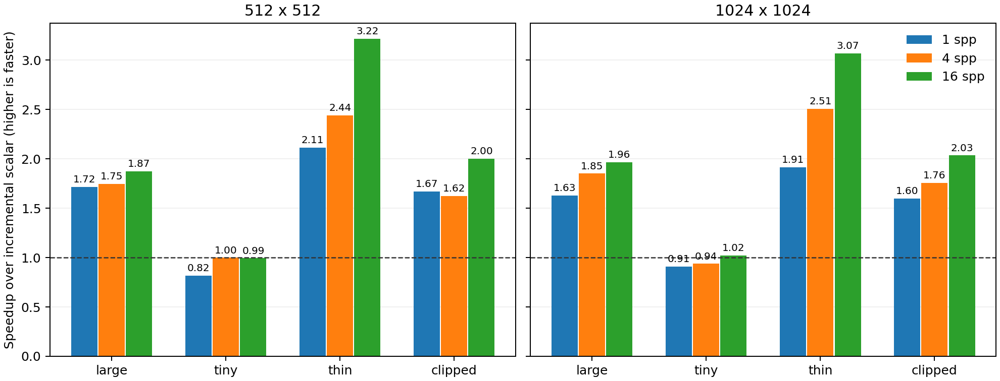 512 x 512
Speedup over incremental scalar (higher is faster)
3.0
2.5
2.0
1.5
1.0
0.5
0.0
1.72
1.75
1.87
0.82
1.00
0.99
2.11
2.44
3.22
1.67
1.62
2.00
large
tiny
thin
clipped
1024 x 1024
1 spp
4 spp
16 spp
1.63
1.85
1.96
0.91
0.94
1.02
1.91
2.51
3.07
1.60
1.76
2.03
large
tiny
thin
clipped